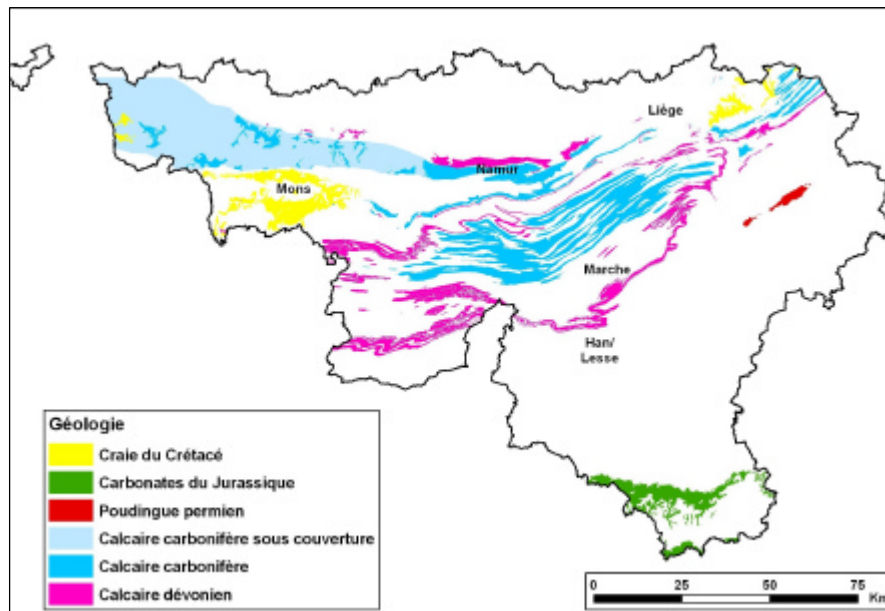 Liège
Namur
Mons
Marche
Han/
Lesse
Géologie
Craie du Crétacé
Carbonates du Jurassique
Poudingue permien
Calcaire carbonifère sous couverture
Calcaire carbonifère
Calcaire dévonien
0 25 50 75
Km